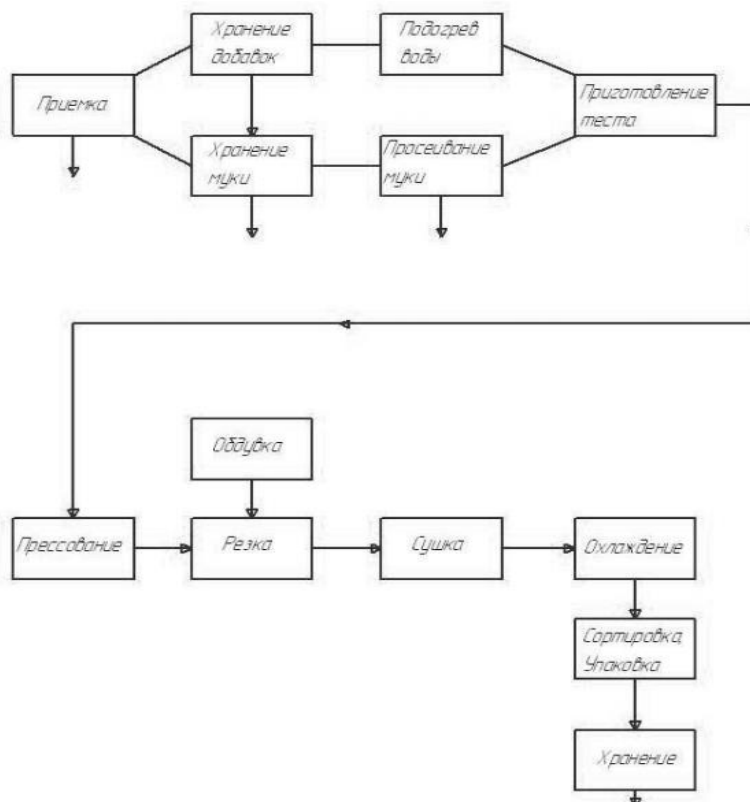 Хранение
добавок
Подогрев
воды
Приемка
Приготовление
теста
Хранение
муки
Просеивание
муки
Обдувка
Прессование
Резка
Сушка
Охлаждение
Сортировка,
Упаковка
Хранение